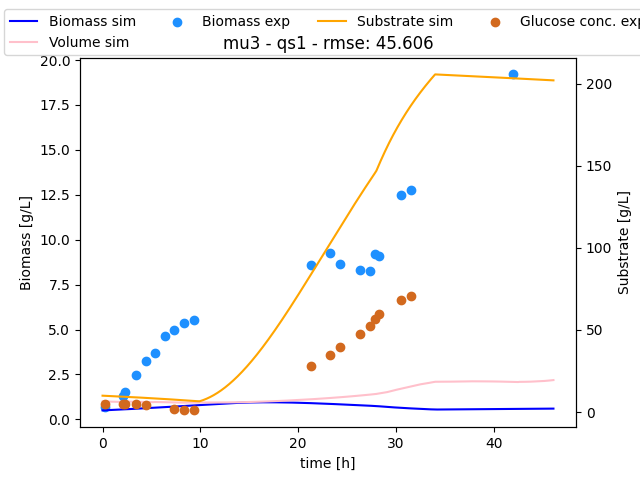 Biomass sim Biomass exp Substrate sim Glucose conc. exp
Volume sim
mu3 - qs1 - rmse: 45.606
20.0
17.5
15.0
12.5
10.0
7.5
5.0
2.5
0.0
Biomass [g/L]
200
150
100
50
0
Substrate [g/L]
0 10 20 30 40
time [h]